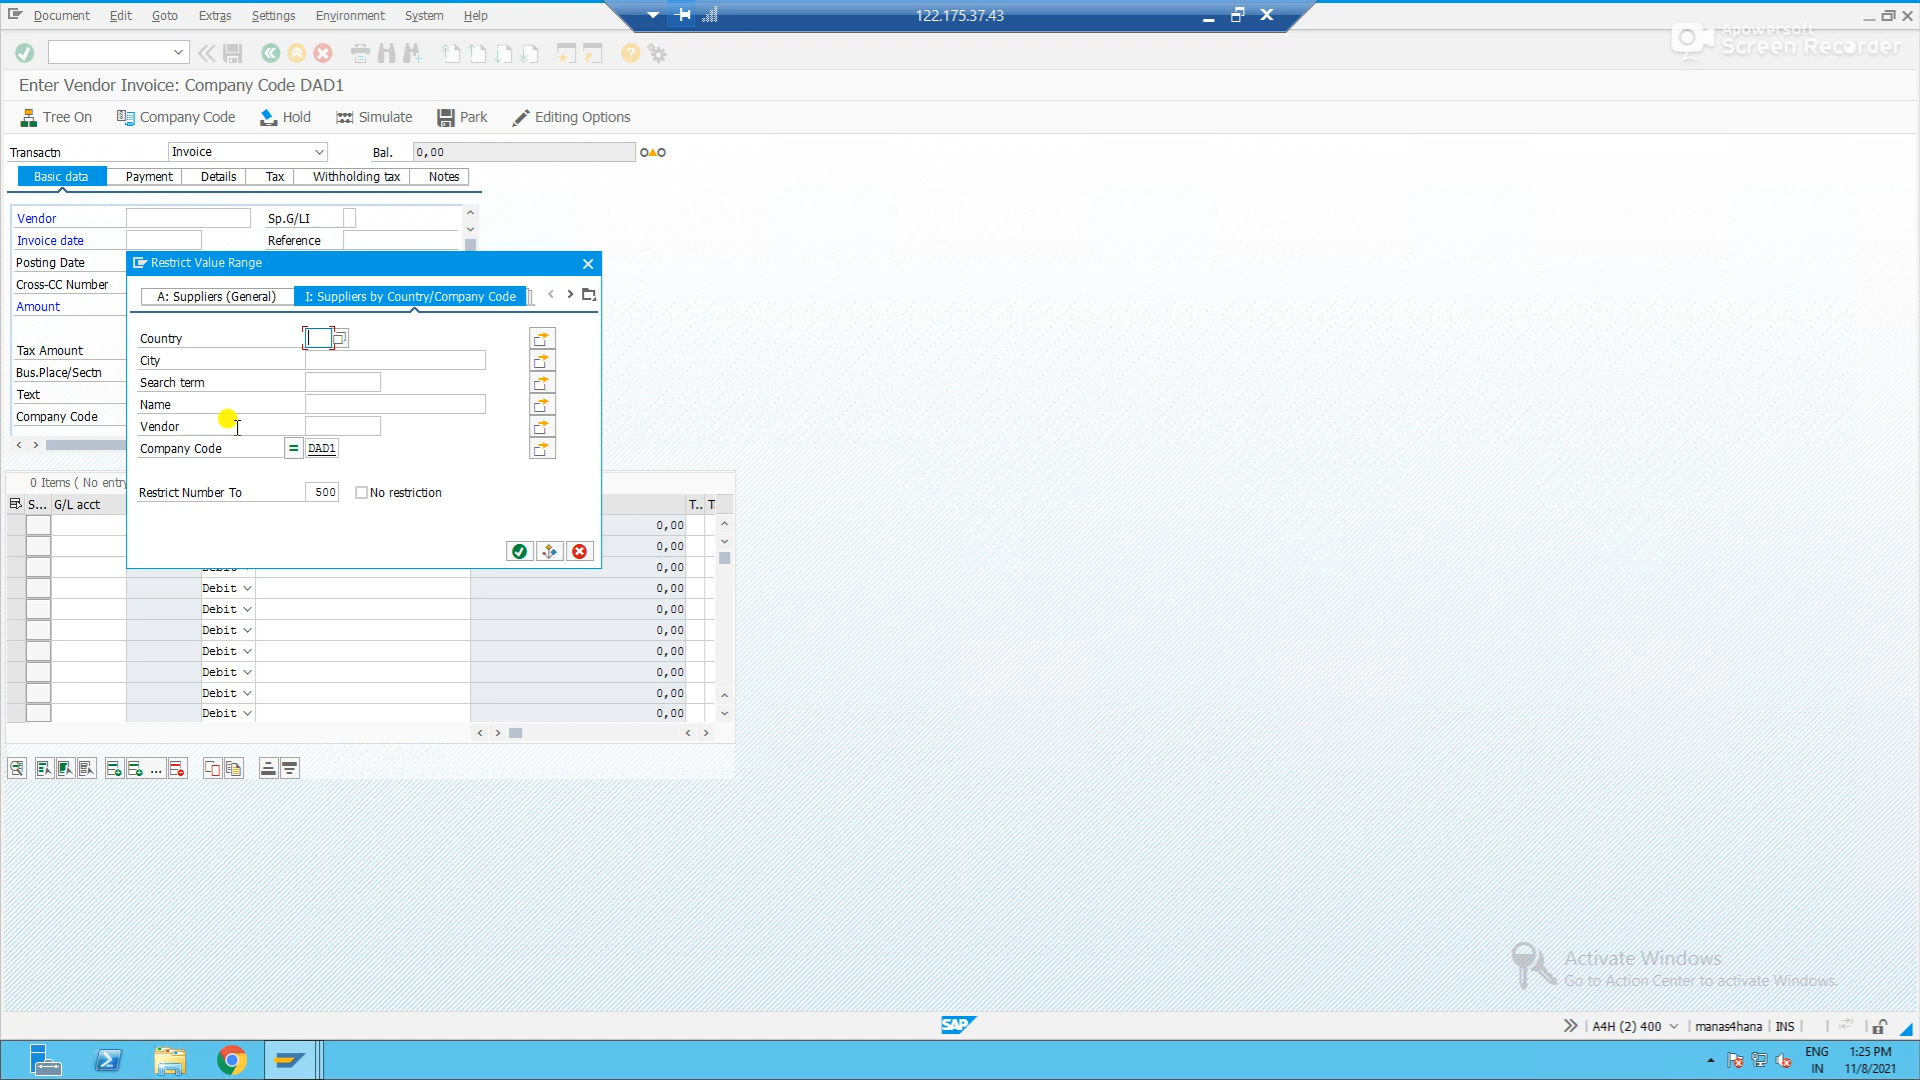 Document Edit Goto Extras Settings Environment System Help
122.175.37.43
Apowersoft
Screen Recorder
Enter Vendor Invoice: Company Code DAD1
Tree On Company Code Hold Simulate Park Editing Options
Transactn Invoice Bal. 0,00
Basic data Payment Details Tax Withholding tax Notes
Vendor Sp.G/LI
Invoice date Reference
Posting Date
Cross-CC Number
Amount
Tax Amount
Bus.Place/Sectn
Text
Company Code
Restrict Value Range
A: Suppliers (General) I: Suppliers by Country/Company Code
Country
City
Search term
Name
Vendor
Company Code = DAD1
Restrict Number To 500 No restriction
0 Items ( No entry
S... G/L acct T.. T
0,00
0,00
0,00
Debit 0,00
Debit 0,00
Debit 0,00
Debit 0,00
Debit 0,00
Debit 0,00
Debit 0,00
Activate Windows
Go to Action Center to activate Windows.
SAP
A4H (2) 400 manas4hana INS
ENG 1:25 PM
IN 11/8/2021